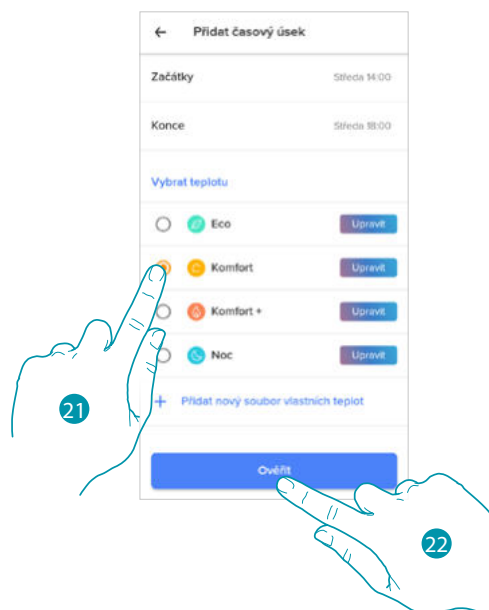 ← Přidat časový úsek
Začátky Středa 14:00
Konce Středa 18:00
Vybrat teplotu
Eco Upravit
Komfort Upravit
Komfort + Upravit
Noc Upravit
+ Přidat nový soubor vlastních teplot
Ověřit
21
22